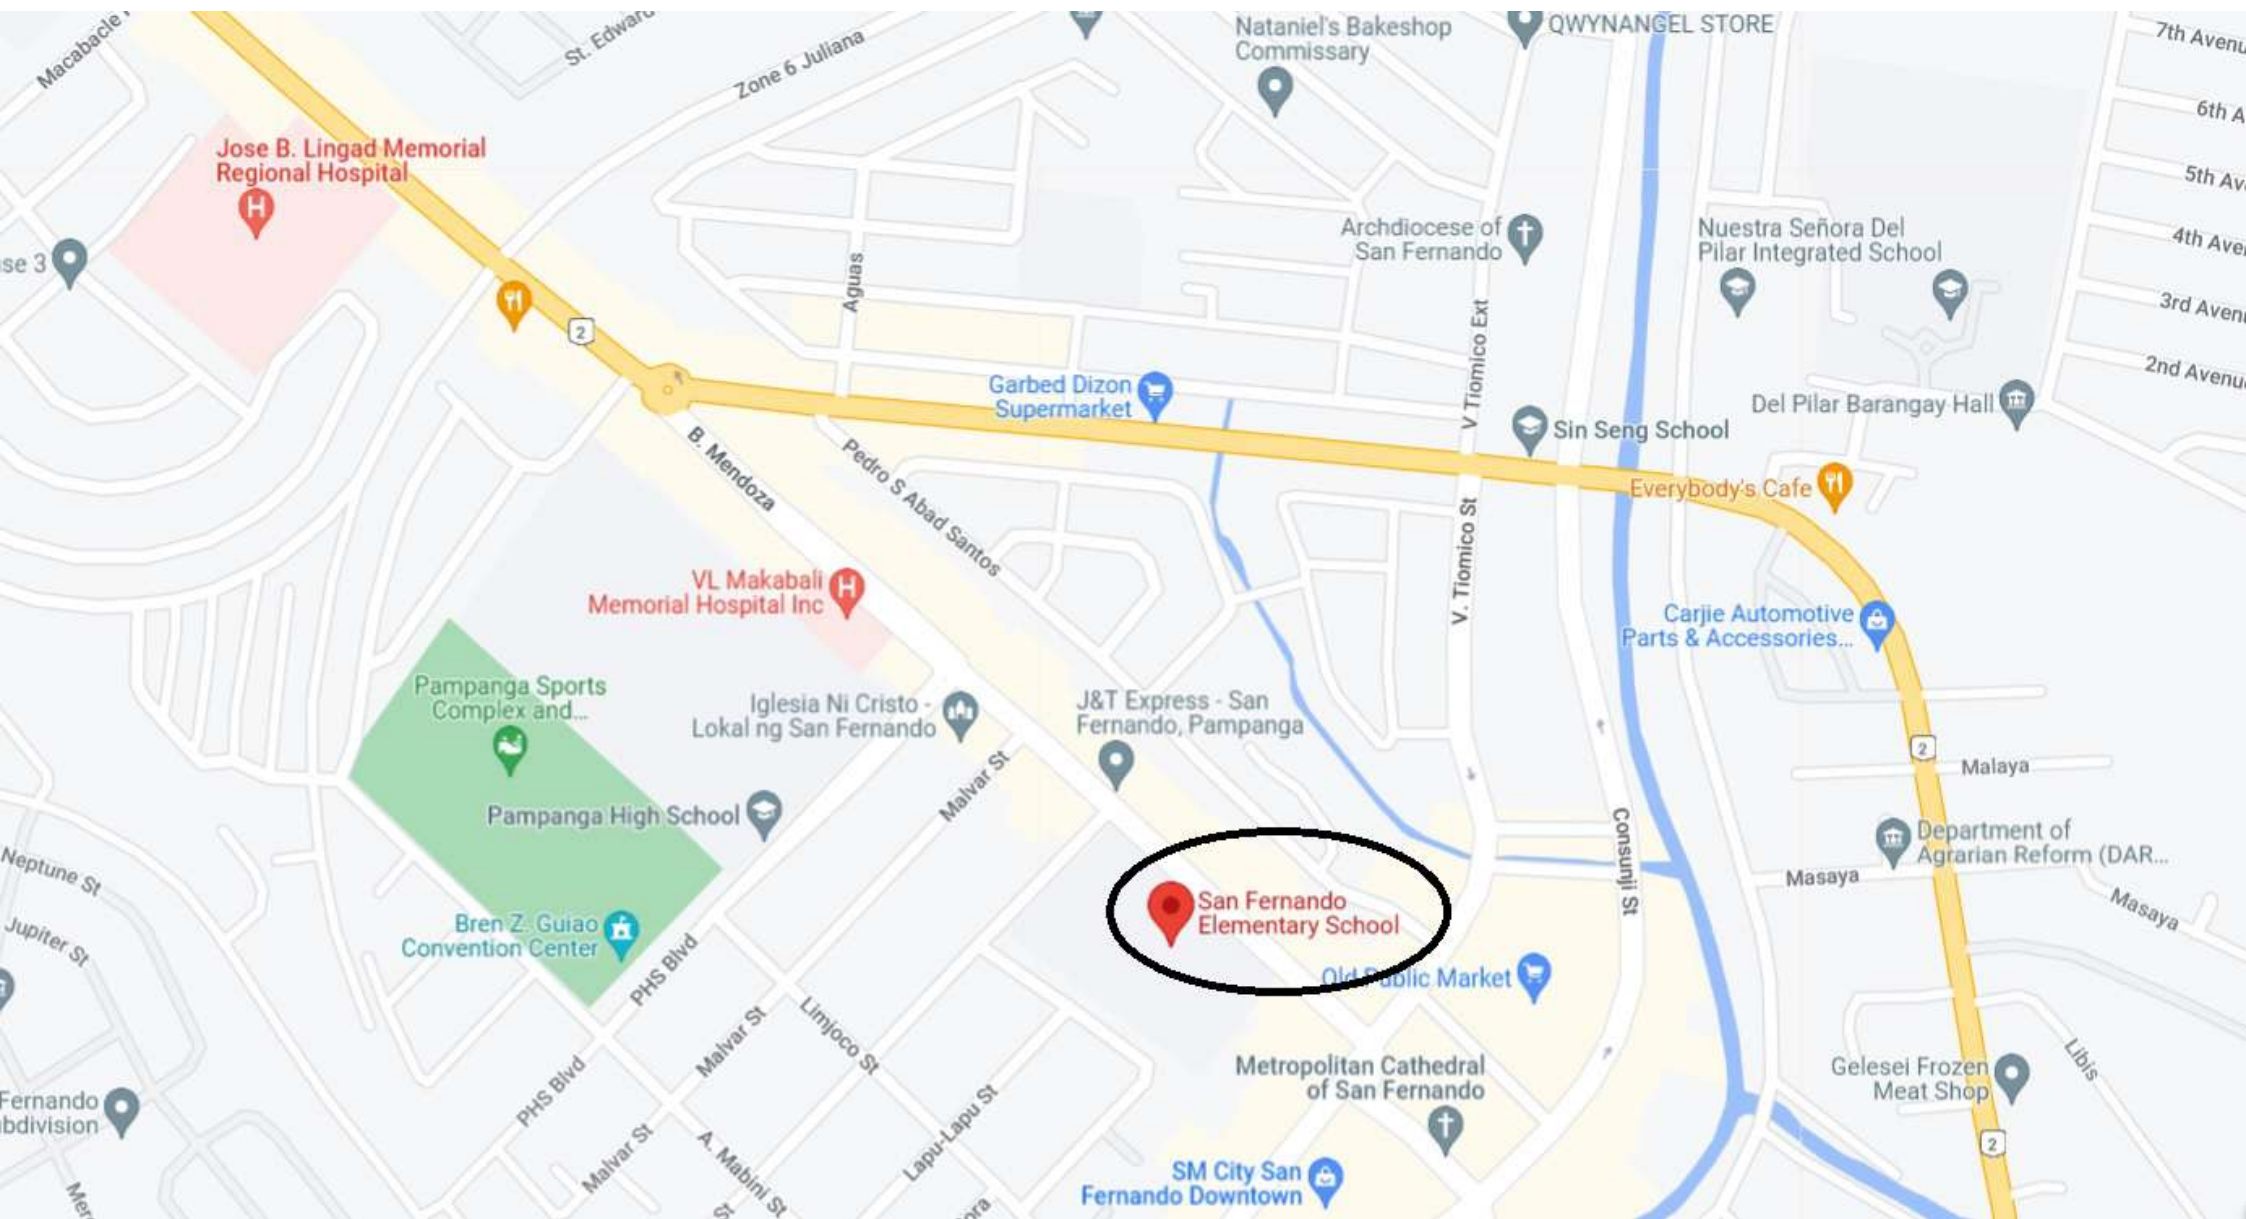 Macabacle
St. Edward
Zone 6 Juliana
Nataniel's Bakeshop
Commissary
QWYNANGEL STORE
7th Avenu
6th A
5th Av
4th Ave
3rd Aven
2nd Avenu
Jose B. Lingad Memorial
Regional Hospital
H
se 3
2
Aguas
Archdiocese of
San Fernando
Nuestra Señora Del
Pilar Integrated School
V Tiomico Ext
Garbed Dizon
Supermarket
Del Pilar Barangay Hall
Sin Seng School
B. Mendoza
Pedro S Abad Santos
Everybody's Cafe
V. Tiomico St
VL Makabali
Memorial Hospital Inc
H
Carjie Automotive
Parts & Accessories...
Pampanga Sports
Complex and...
Iglesia Ni Cristo -
Lokal ng San Fernando
J&T Express - San
Fernando, Pampanga
2
Malaya
Malvar St
Pampanga High School
Consunji St
Department of
Agrarian Reform (DAR...
Masaya
Masaya
Neptune St
Jupiter St
San Fernando
Elementary School
Bren Z. Guiao
Convention Center
PHS Blvd
Old Public Market
Malvar St
Limjoco St
Metropolitan Cathedral
of San Fernando
Gelesei Frozen
Meat Shop
Libis
Fernando
bdivision
PHS Blvd
Malvar St
A. Mabini St
Lapu-Lapu St
2
SM City San
Fernando Downtown
Mer
St
ora